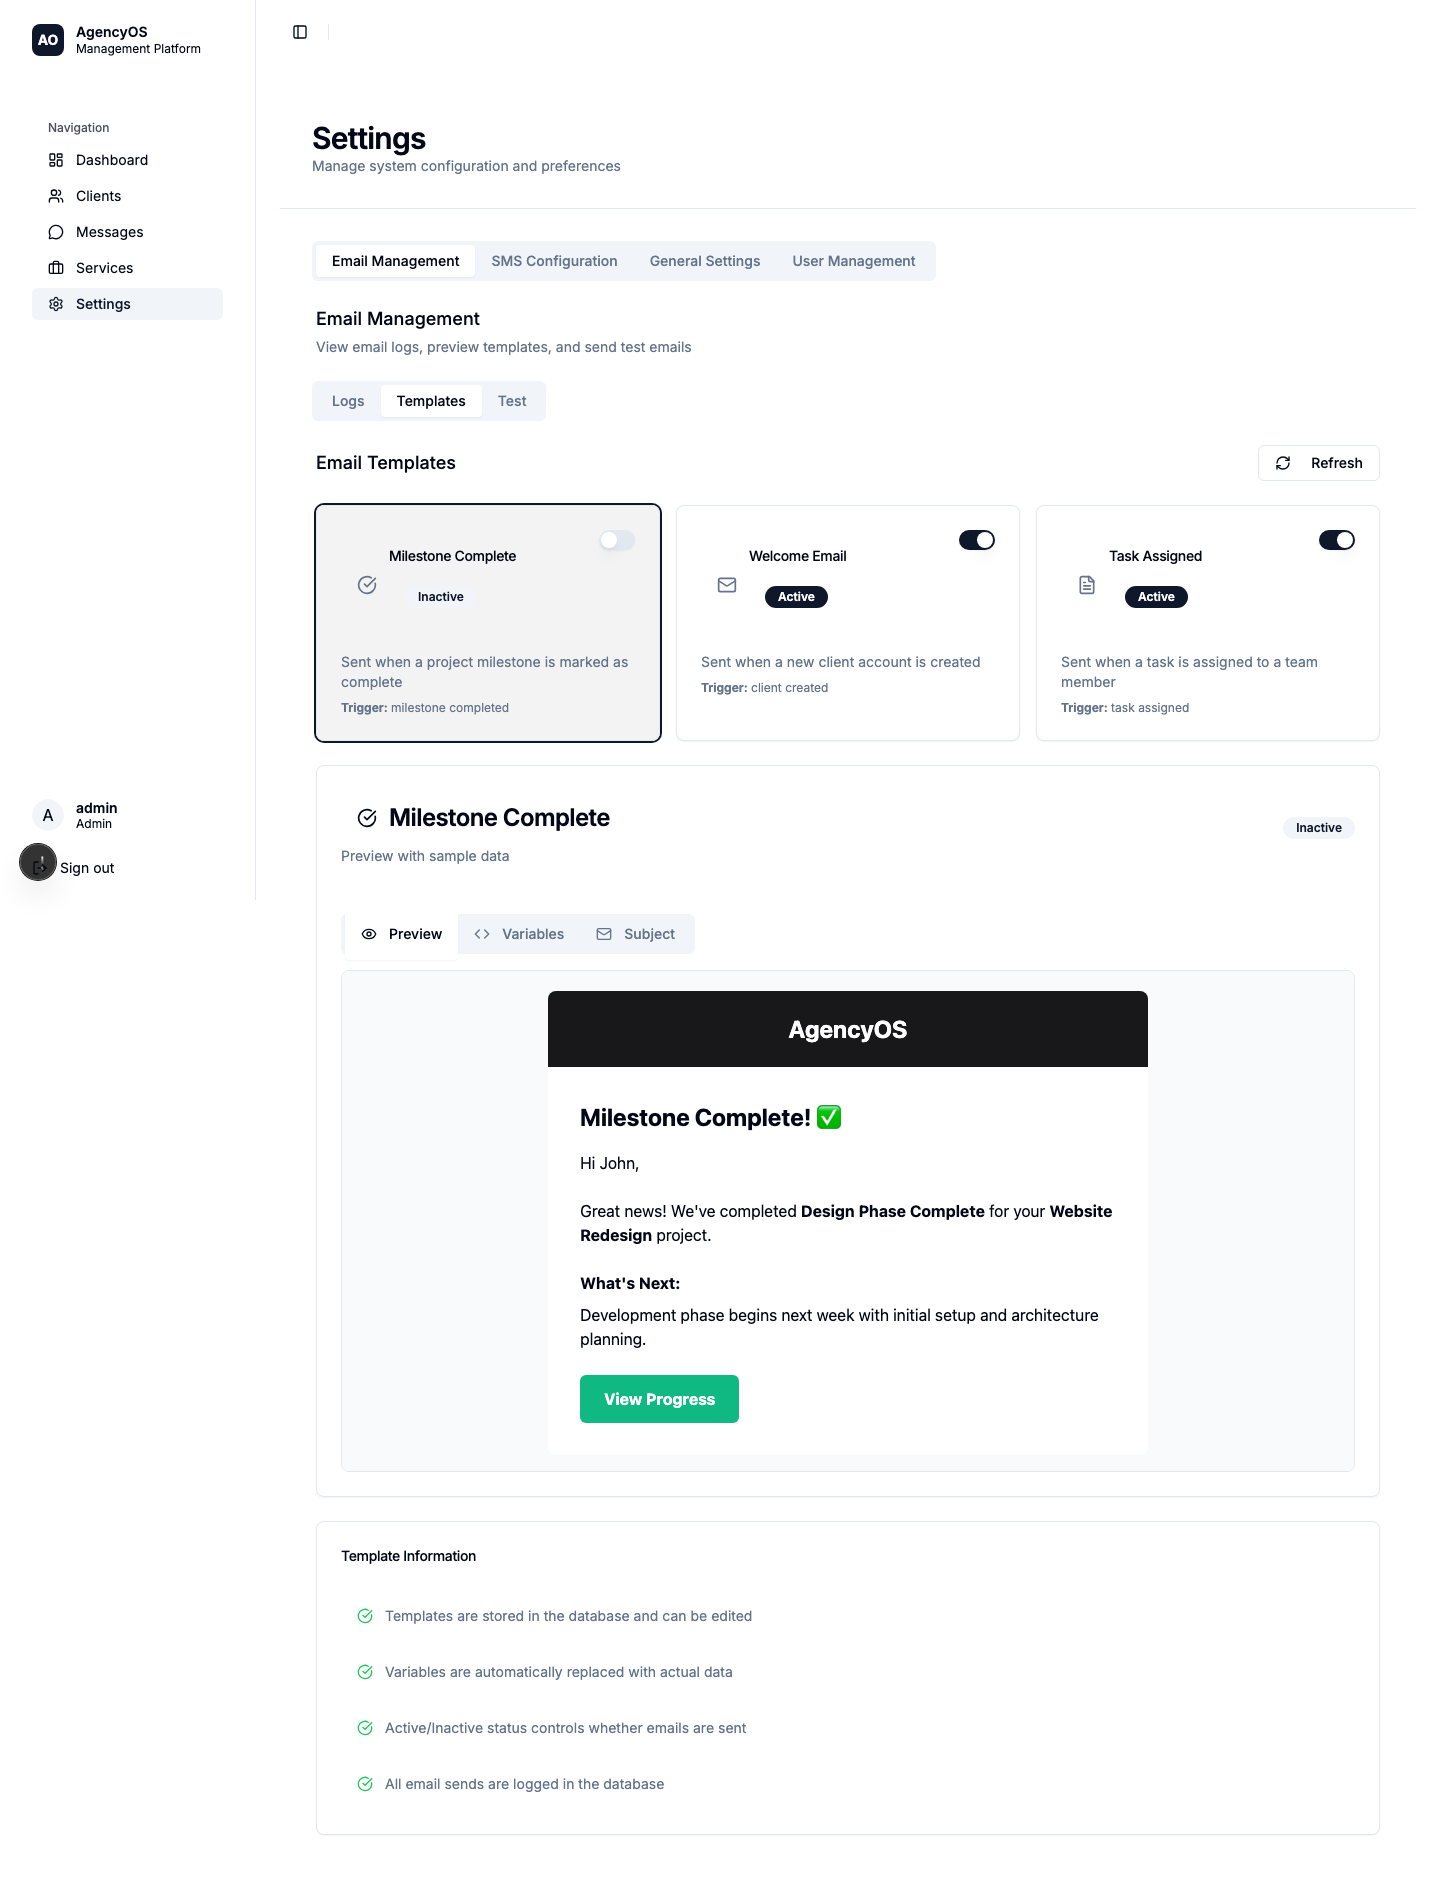 AO
AgencyOS
Management Platform
Navigation
Dashboard
Clients
Messages
Services
Settings
admin
Admin
A
Sign out
Settings
Manage system configuration and preferences
Email Management
SMS Configuration
General Settings
User Management
Email Management
View email logs, preview templates, and send test emails
Logs
Templates
Test
Email Templates
Refresh
Milestone Complete
Inactive
Sent when a project milestone is marked as
complete
Trigger: milestone completed
Welcome Email
Active
Sent when a new client account is created
Trigger: client created
Task Assigned
Active
Sent when a task is assigned to a team
member
Trigger: task assigned
Milestone Complete
Inactive
Preview with sample data
Preview
Variables
Subject
AgencyOS
Milestone Complete! ✅
Hi John,
Great news! We've completed Design Phase Complete for your Website
Redesign project.
What's Next:
Development phase begins next week with initial setup and architecture
planning.
View Progress
Template Information
Templates are stored in the database and can be edited
Variables are automatically replaced with actual data
Active/Inactive status controls whether emails are sent
All email sends are logged in the database